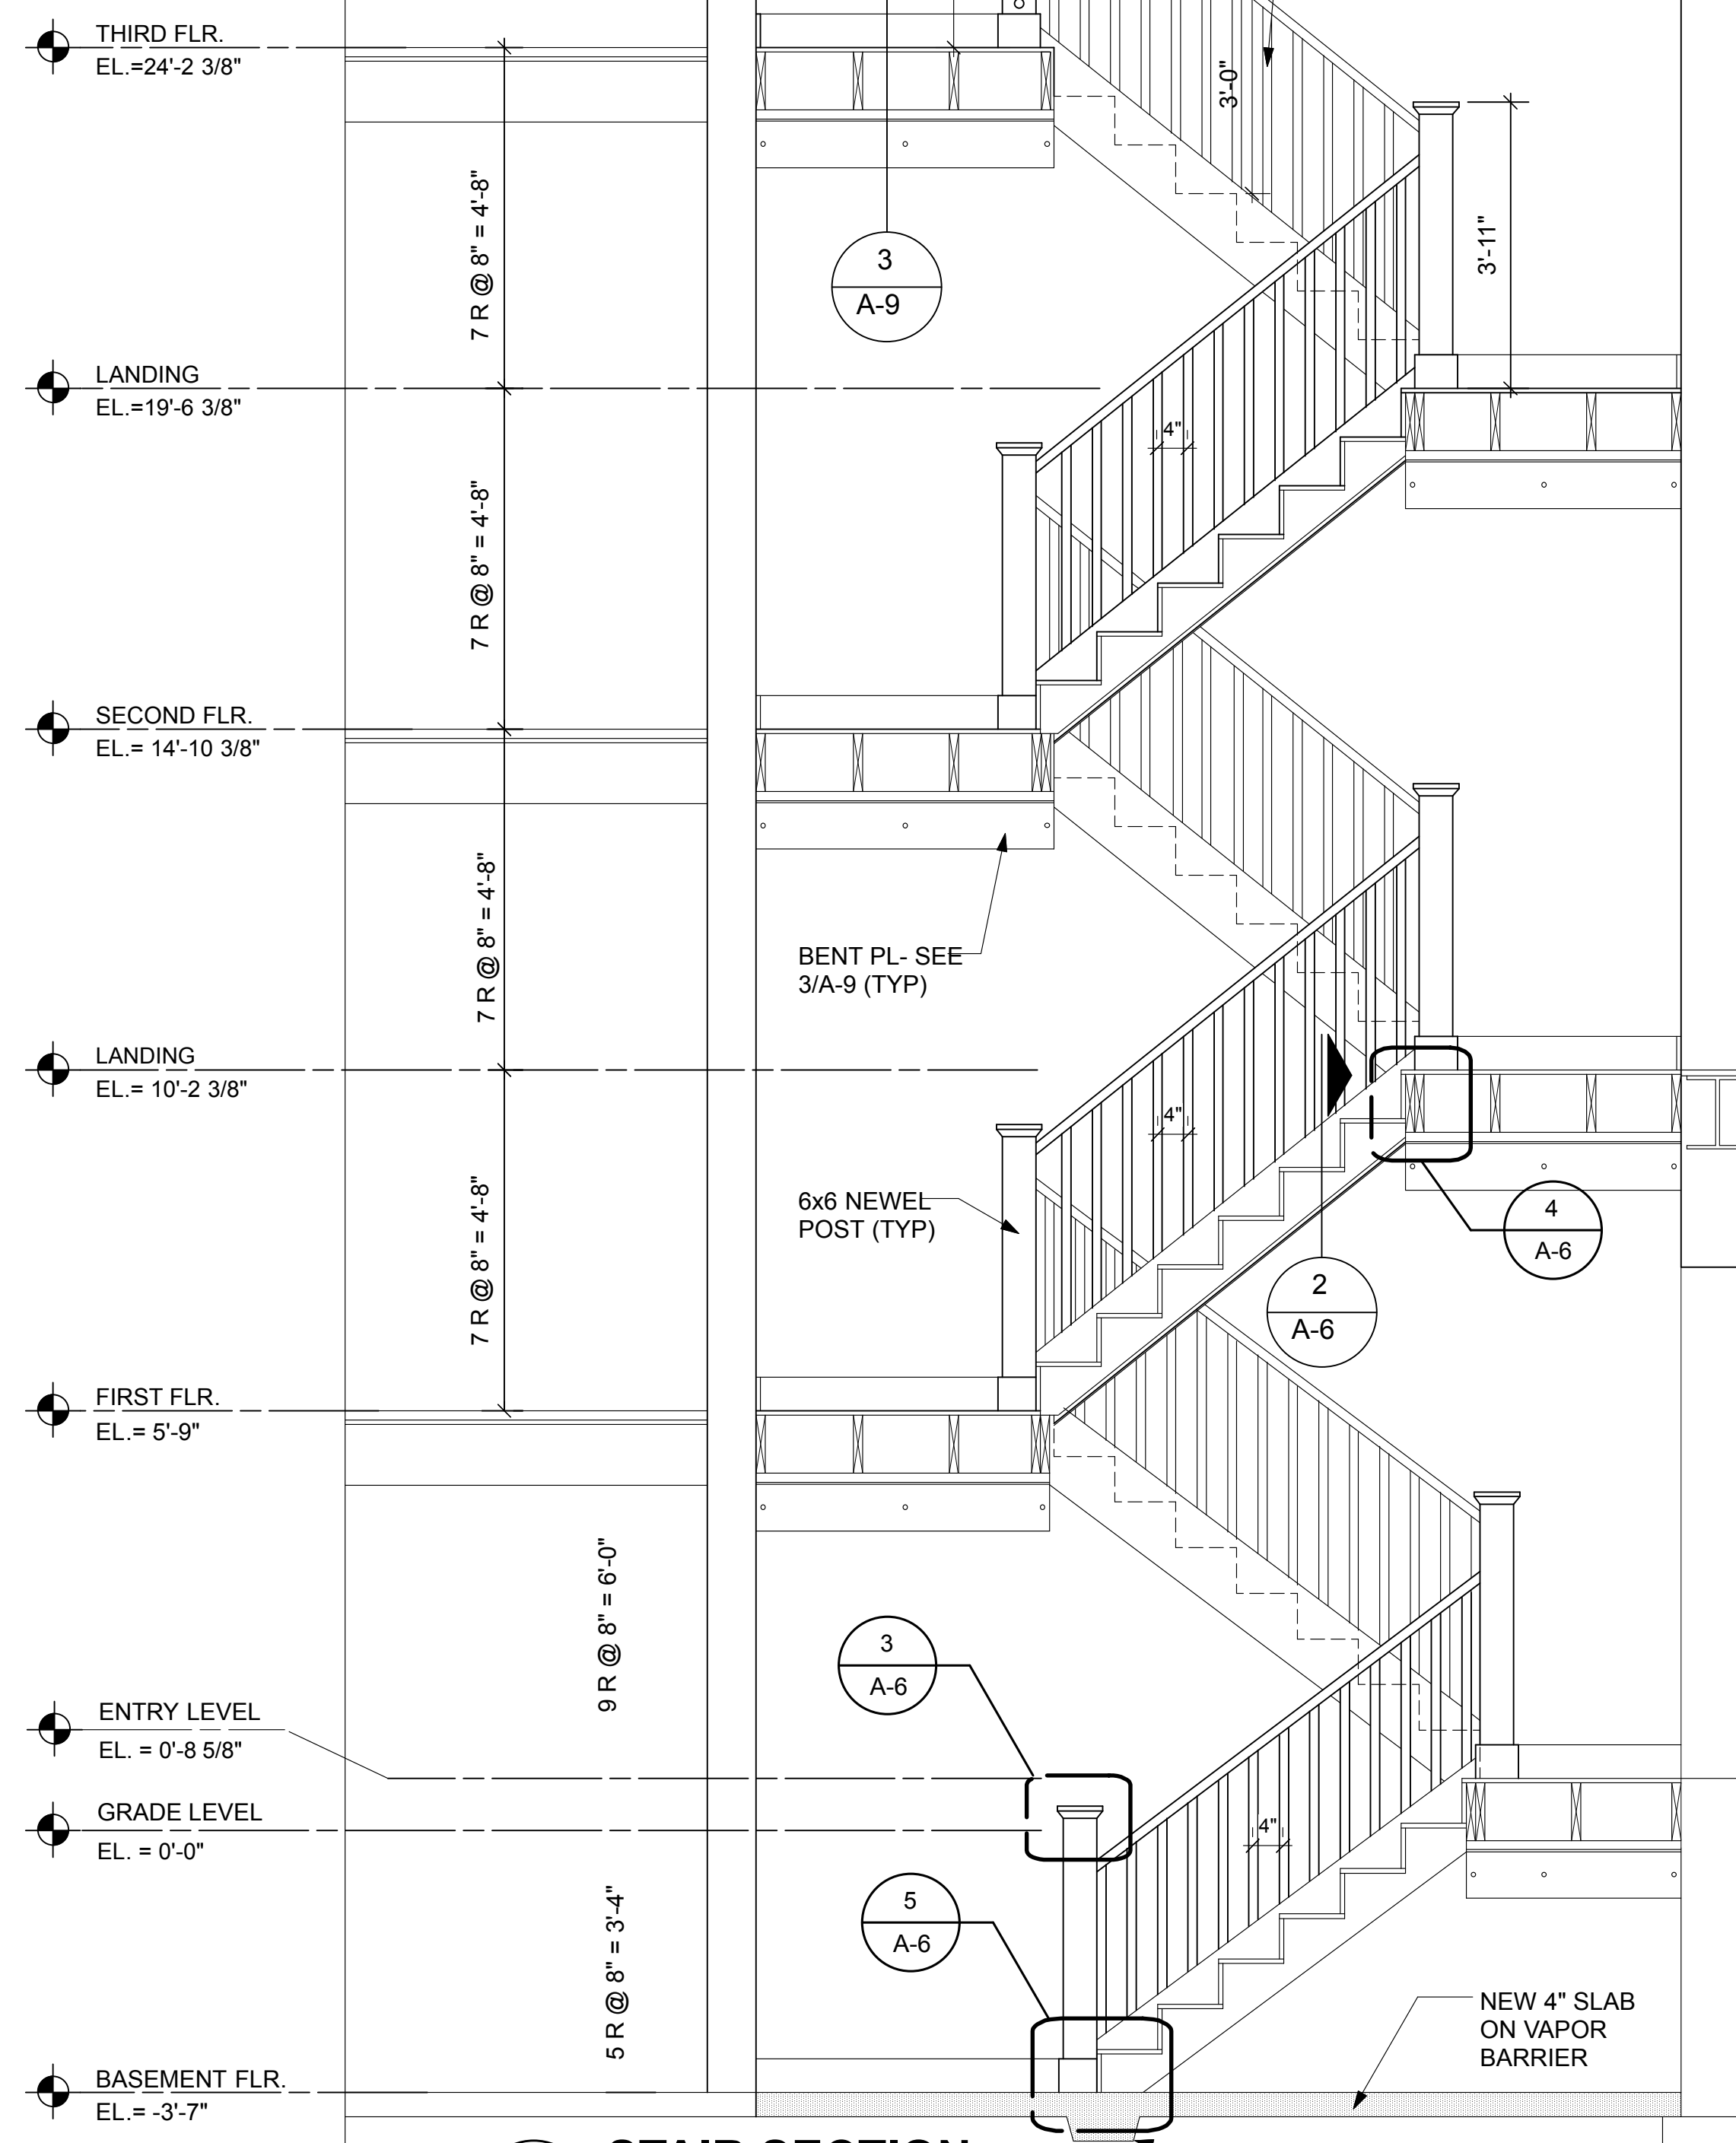 THIRD FLR.
EL.=24'-2 3/8"
3'-0"
7 R @ 8" = 4'-8"
3
A-9
3'-11"
LANDING
EL.=19'-6 3/8"
4"
7 R @ 8" = 4'-8"
SECOND FLR.
EL.= 14'-10 3/8"
7 R @ 8" = 4'-8"
BENT PL- SEE
3/A-9 (TYP)
LANDING
EL.= 10'-2 3/8"
4"
7 R @ 8" = 4'-8"
6x6 NEWEL
POST (TYP)
4
A-6
2
A-6
FIRST FLR.
EL.= 5'-9"
9 R @ 8" = 6'-0"
3
A-6
ENTRY LEVEL
EL. = 0'-8 5/8"
GRADE LEVEL
EL. = 0'-0"
4"
5 R @ 8" = 3'-4"
5
A-6
NEW 4" SLAB
ON VAPOR
BARRIER
BASEMENT FLR.
EL.= -3'-7"
STAIR SECTION